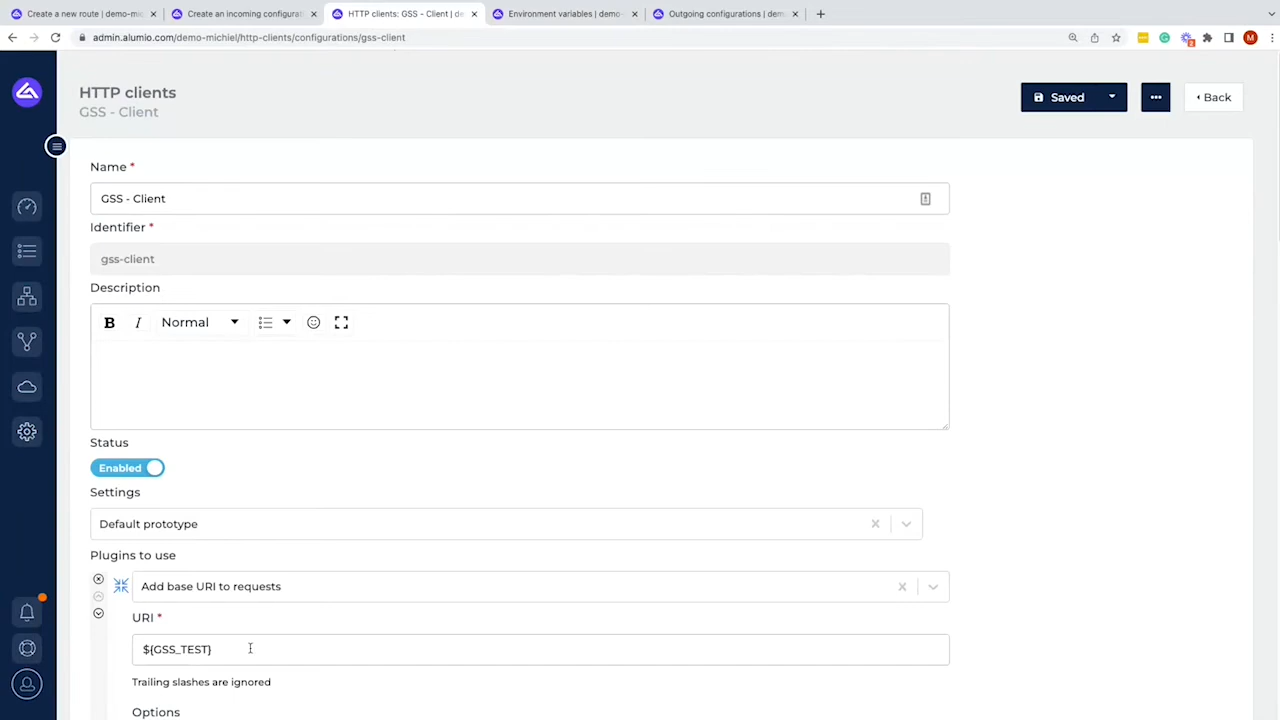 Create a new route | demo-mic
Create an incoming configurat
HTTP clients: GSS - Client | de
Environment variables | demo-
Outgoing configurations | dem
admin.alumio.com/demo-michiel/http-clients/configurations/gss-client
2
M
HTTP clients
GSS - Client
Saved
Back
Name *
GSS - Client
Identifier *
gss-client
Description
B I Normal
Status
Enabled
Settings
Default prototype
Plugins to use
Add base URI to requests
URI *
${GSS_TEST}
Trailing slashes are ignored
Options